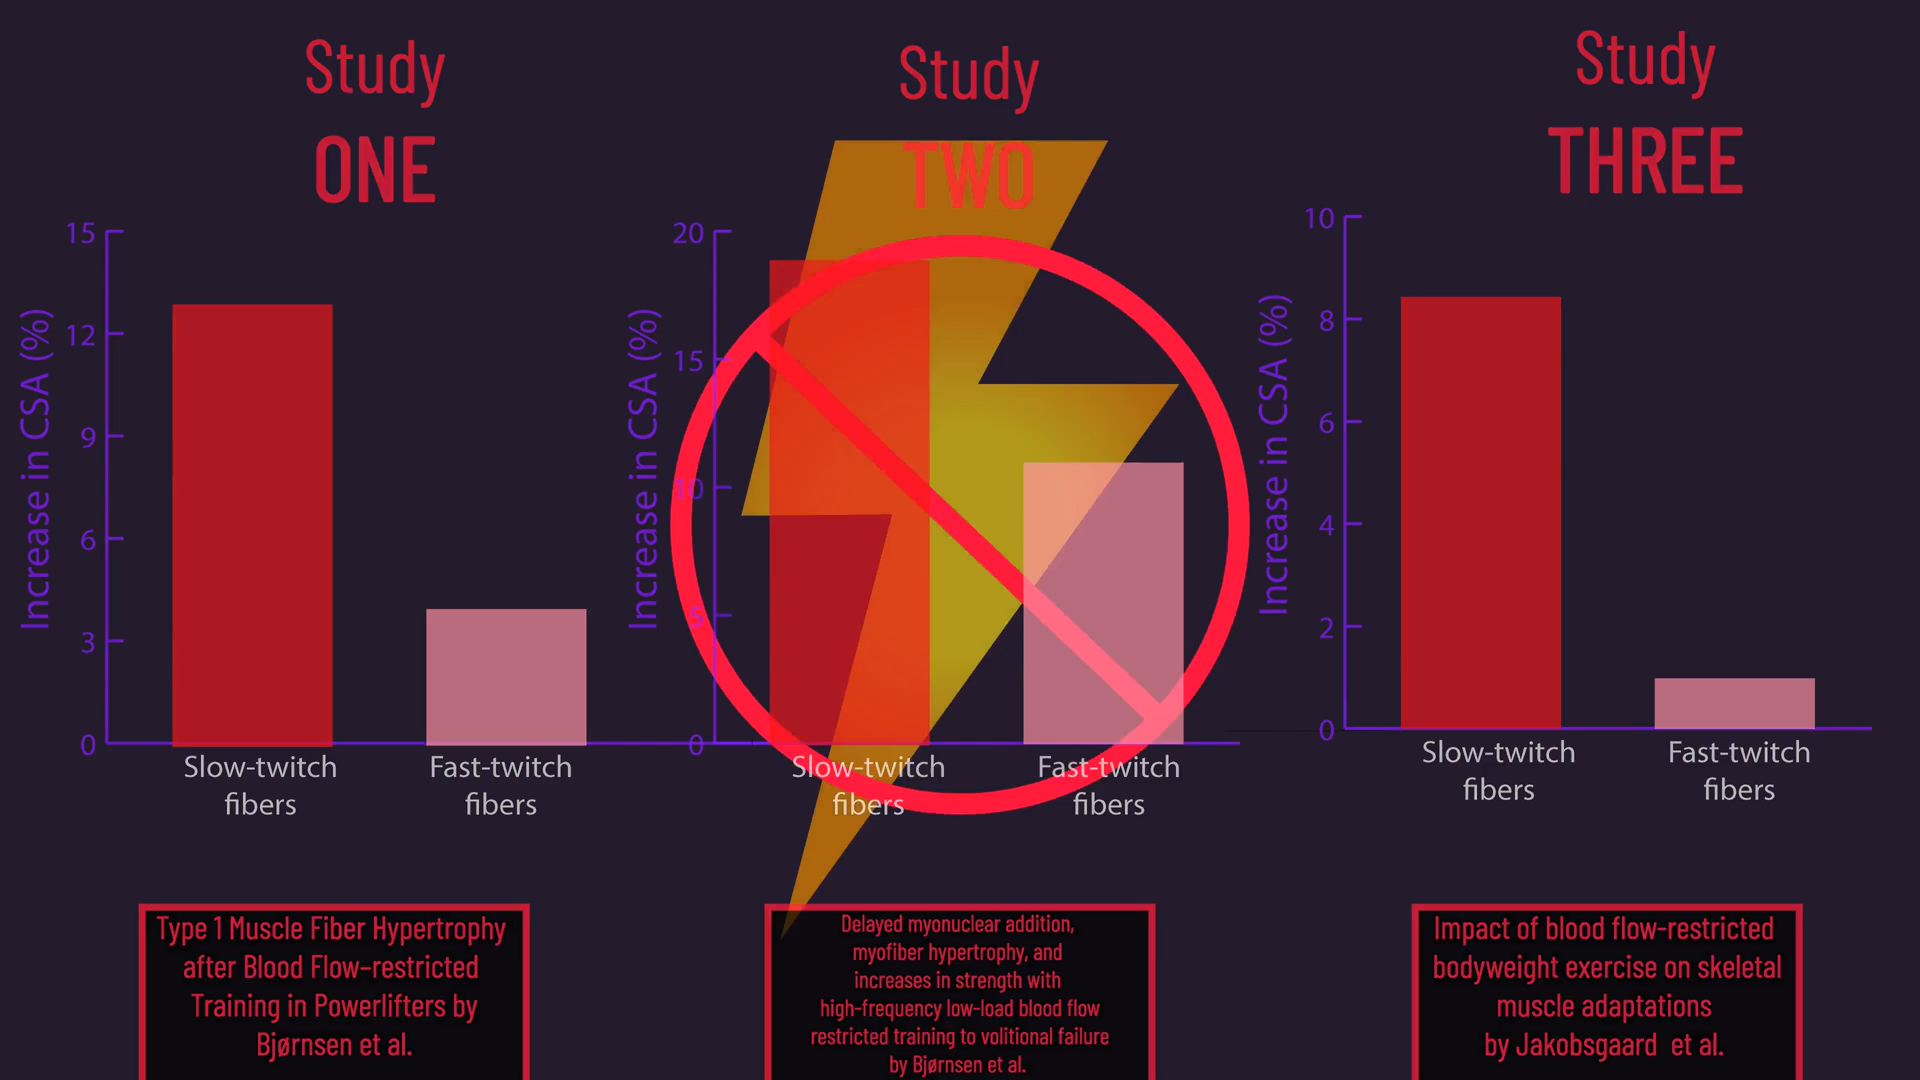 Study
ONE
15
12
9
6
3
0
Increase in CSA (%)
Slow-twitch
fibers
Fast-twitch
fibers
Type 1 Muscle Fiber Hypertrophy
after Blood Flow-restricted
Training in Powerlifters by
Bjørnsen et al.
Study
TWO
20
15
10
5
0
Increase in CSA (%)
Slow-twitch
fibers
Fast-twitch
fibers
Delayed myonuclear addition,
myofiber hypertrophy, and
increases in strength with
high-frequency low-load blood flow
restricted training to volitional failure
by Bjørnsen et al.
Study
THREE
10
8
6
4
2
0
Increase in CSA (%)
Slow-twitch
fibers
Fast-twitch
fibers
Impact of blood flow-restricted
bodyweight exercise on skeletal
muscle adaptations
by Jakobsgaard et al.